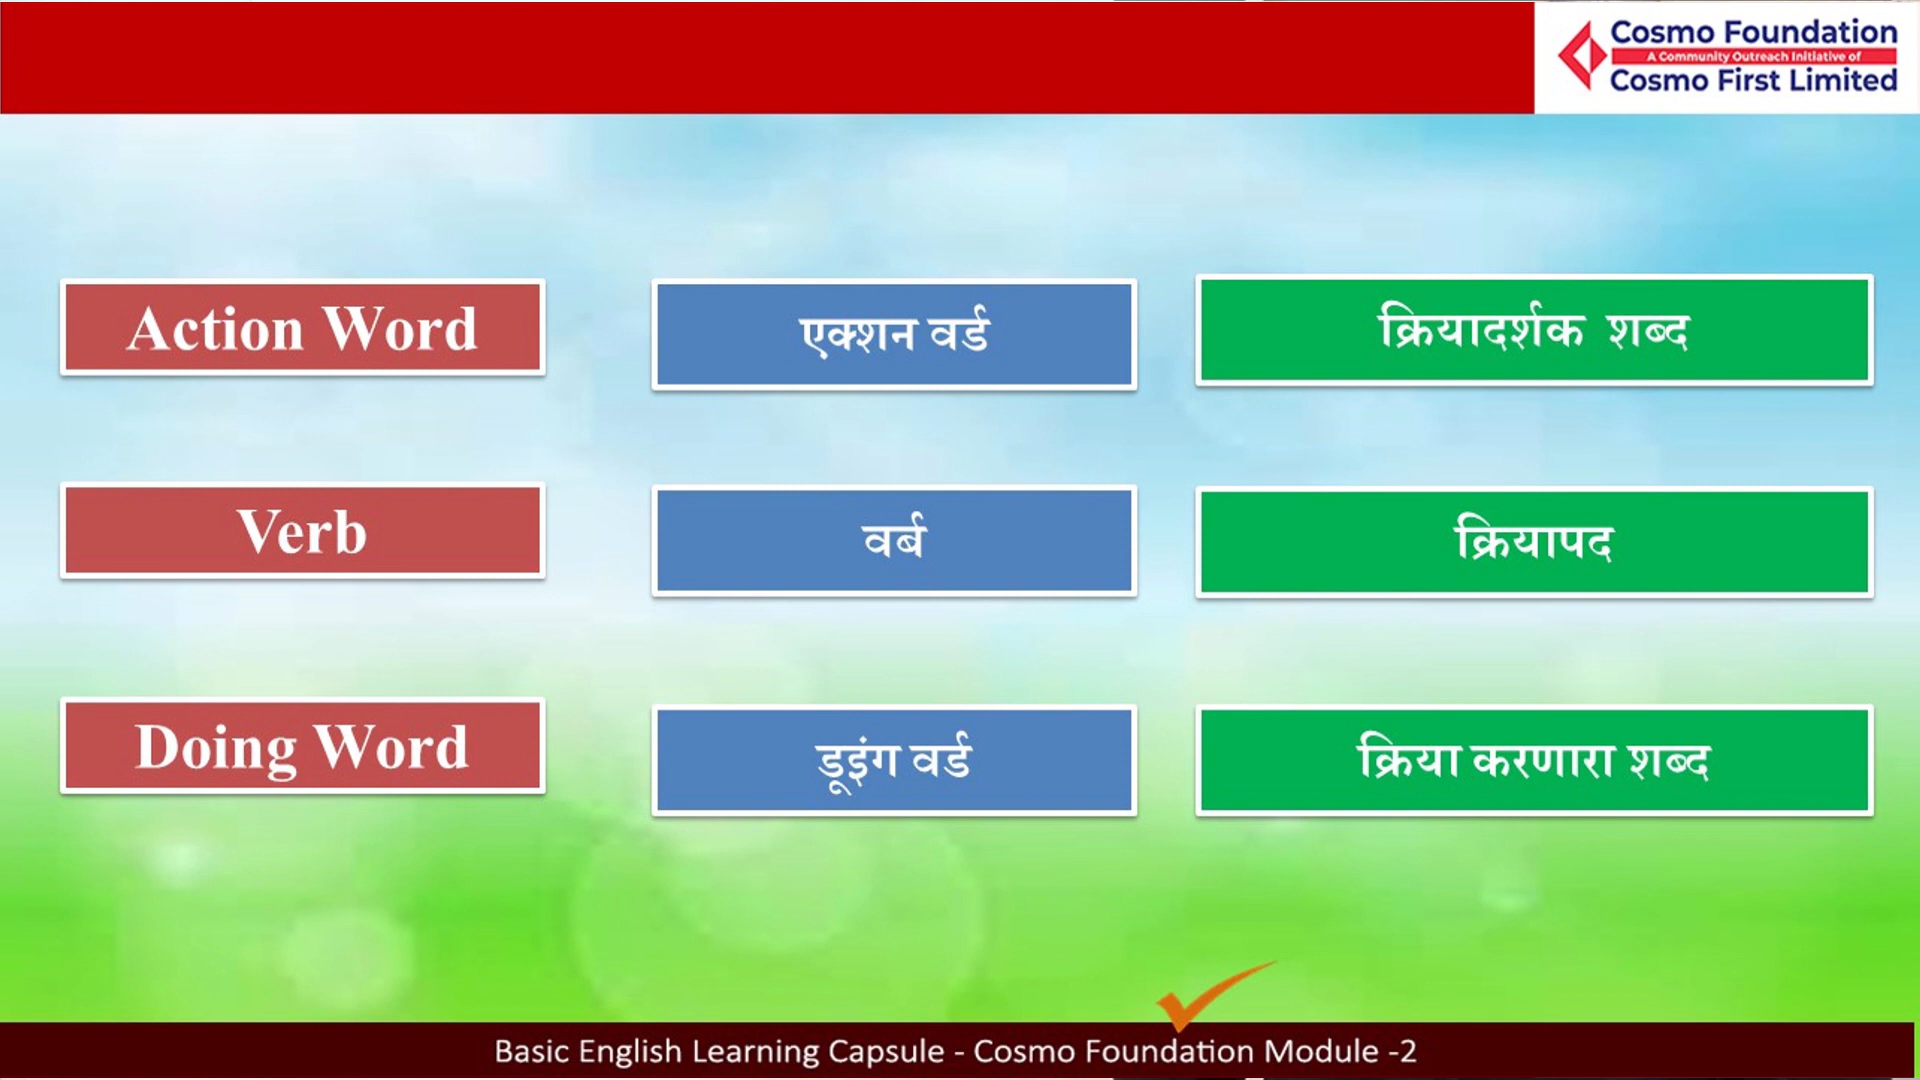 Cosmo Foundation
A Community Outreach Initiative of
Cosmo First Limited
Action Word
एक्शन वर्ड
क्रियादर्शक शब्द
Verb
वर्ब
क्रियापद
Doing Word
डूइंग वर्ड
क्रिया करणारा शब्द
Basic English Learning Capsule - Cosmo Foundation Module -2